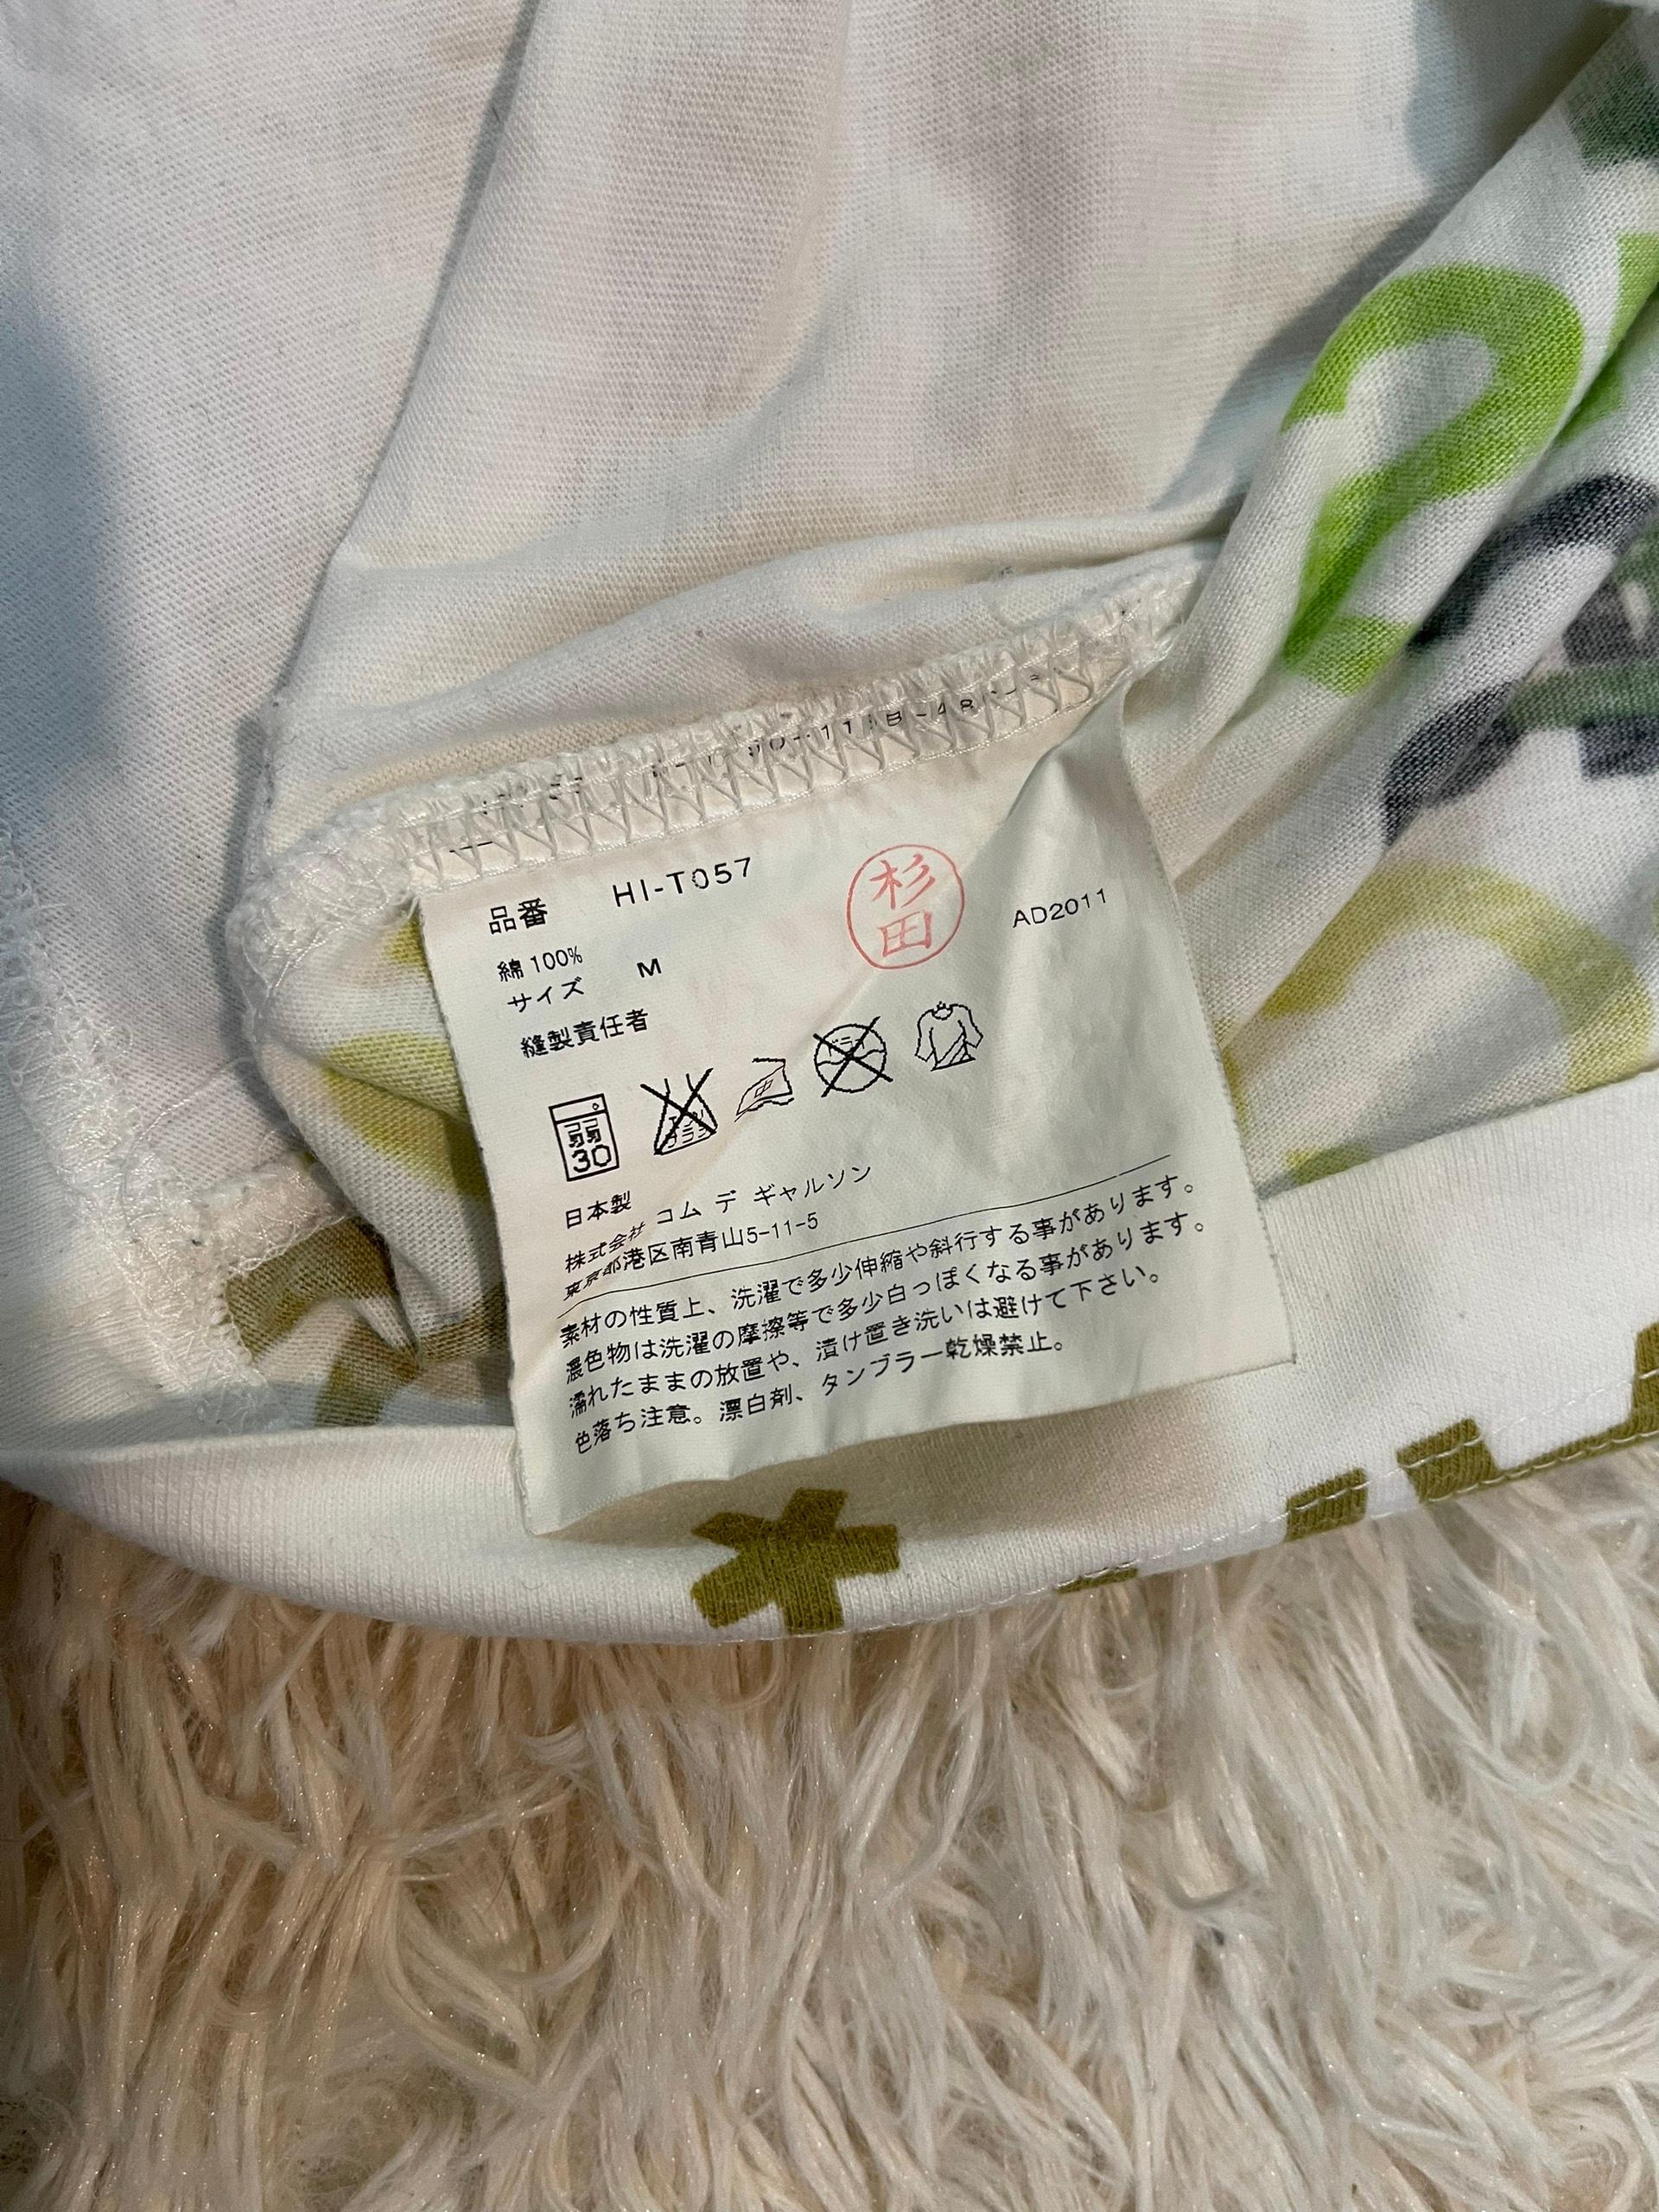 品番 HI-T057
杉田
AD2011
綿100%
サイズ M
縫製責任者
弱
30
日本製
株式会社 コム デ ギャルソン
東京都港区南青山5-11-5
素材の性質上、洗濯で多少伸縮や斜行する事があります。
濃色物は洗濯の摩擦等で多少白っぽくなる事があります。
濡れたままの放置や、漬け置き洗いは避けて下さい。
色落ち注意。漂白剤、タンブラー乾燥禁止。